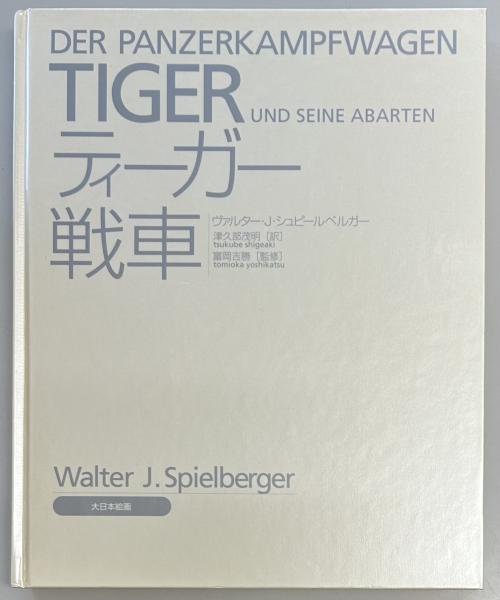 DER PANZERKAMPFWAGEN
TIGER UND SEINE ABARTEN
ティーガー
戦車
ヴァルター・J・シュピールベルガー
津久部茂明［訳］
tsukube shigeaki
富岡吉勝［監修］
tomioka yoshikatsu
Walter J. Spielberger
大日本絵画